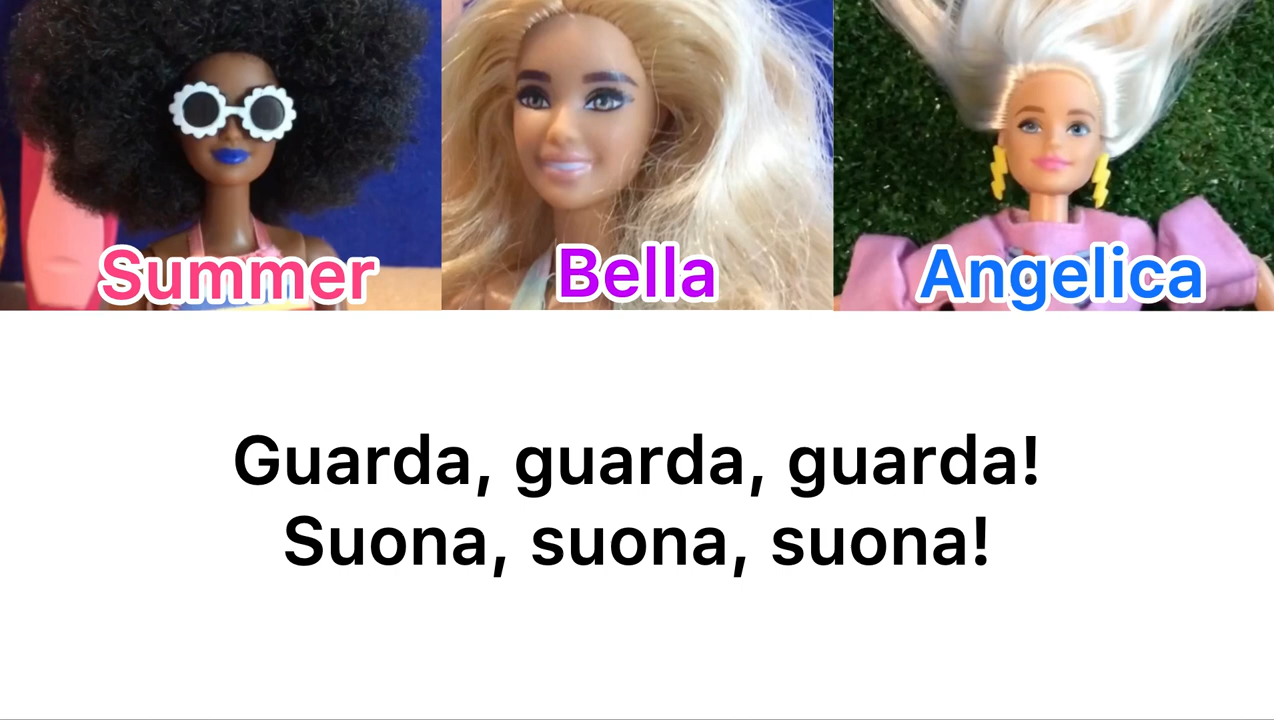 Summer
Bella
Angelica
Guarda, guarda, guarda!
Suona, suona, suona!